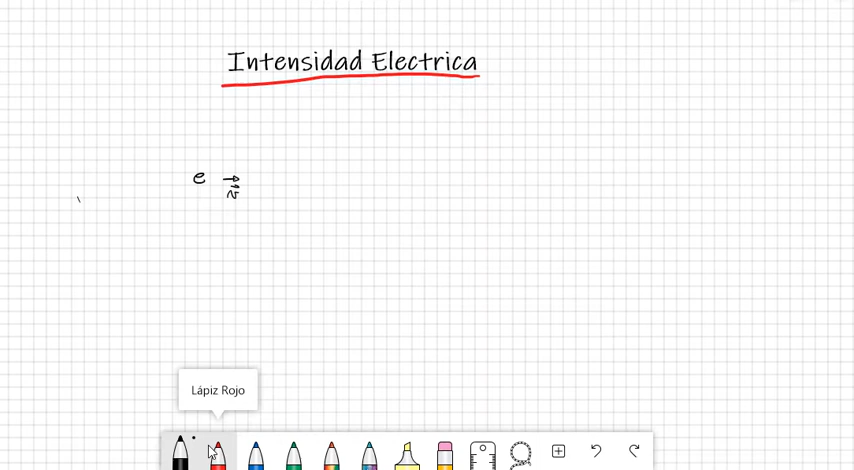 Intensidad Electrica
e →
Lápiz Rojo